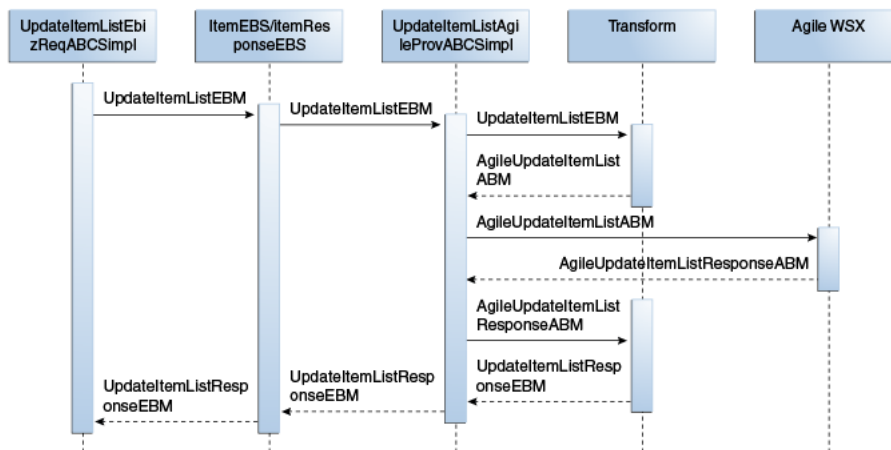 UpdateItemListEbi
zReqABCSimpl
ItemEBS/itemRes
ponseEBS
UpdateItemListAgi
leProvABCSimpl
Transform
Agile WSX
UpdateItemListEBM
UpdateItemListEBM
UpdateItemListEBM
AgileUpdateItemList
ABM
AgileUpdateItemListABM
AgileUpdateItemListResponseABM
AgileUpdateItemList
ResponseABM
UpdateItemListResp
onseEBM
UpdateItemListResp
onseEBM
UpdateItemListResp
onseEBM